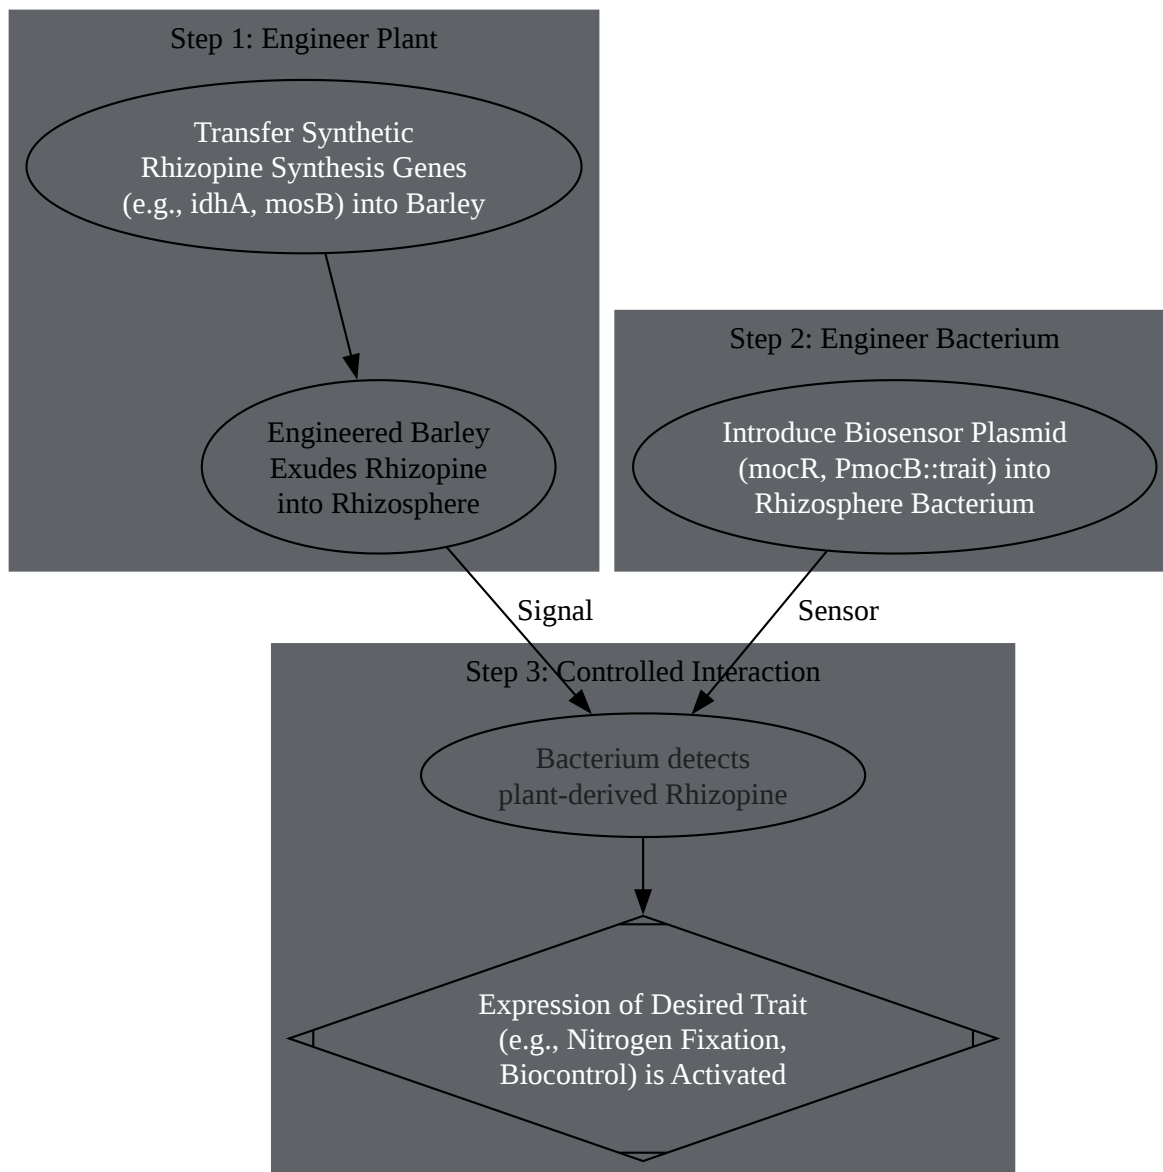 Step 1: Engineer Plant
Transfer Synthetic
Rhizopine Synthesis Genes
(e.g., idhA, mosB) into Barley
Engineered Barley
Exudes Rhizopine
into Rhizosphere
Step 2: Engineer Bacterium
Introduce Biosensor Plasmid
(mocR, PmocB::trait) into
Rhizosphere Bacterium
Signal
Sensor
Step 3: Controlled Interaction
Bacterium detects
plant-derived Rhizopine
Expression of Desired Trait
(e.g., Nitrogen Fixation,
Biocontrol) is Activated